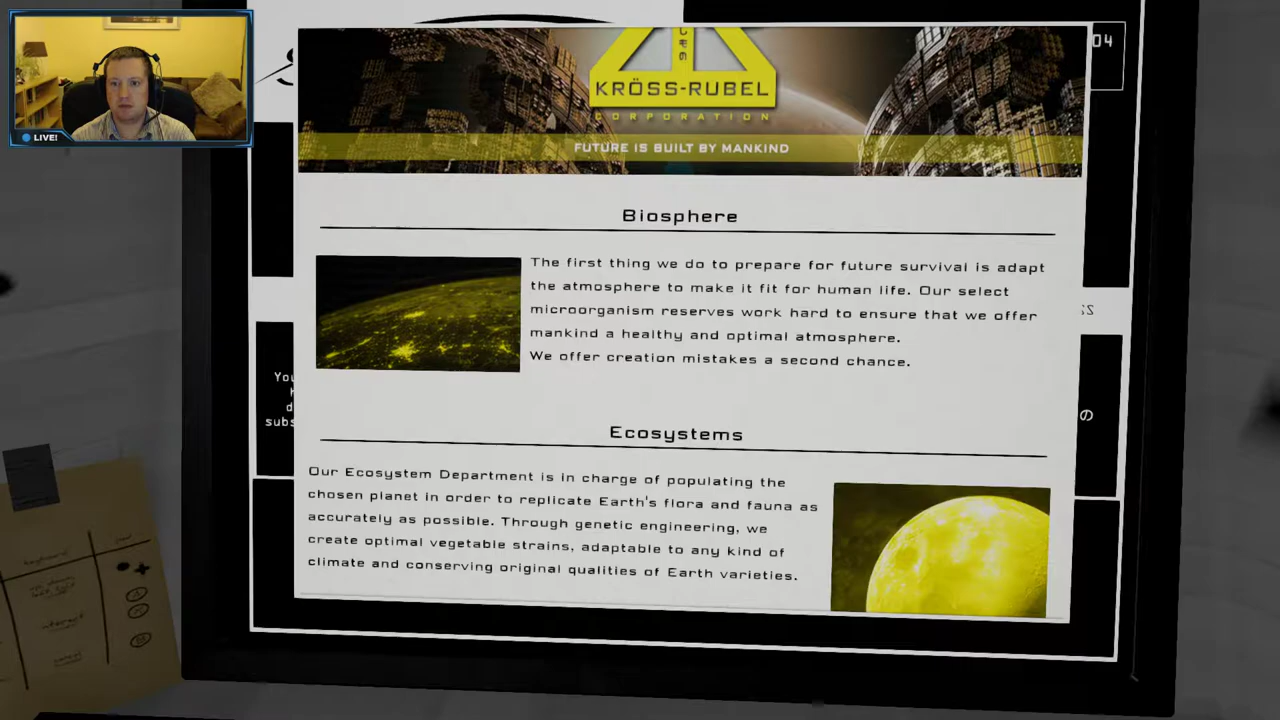 LIVE!
04
KRÖSS-RUBEL
CORPORATION
FUTURE IS BUILT BY MANKIND
Biosphere
The first thing we do to prepare for future survival is adapt
the atmosphere to make it fit for human life. Our select
microorganism reserves work hard to ensure that we offer
mankind a healthy and optimal atmosphere.
We offer creation mistakes a second chance.
Ecosystems
Our Ecosystem Department is in charge of populating the
chosen planet in order to replicate Earth's flora and fauna as
accurately as possible. Through genetic engineering, we
create optimal vegetable strains, adaptable to any kind of
climate and conserving original qualities of Earth varieties.
You
subs
の
keyboard
interact